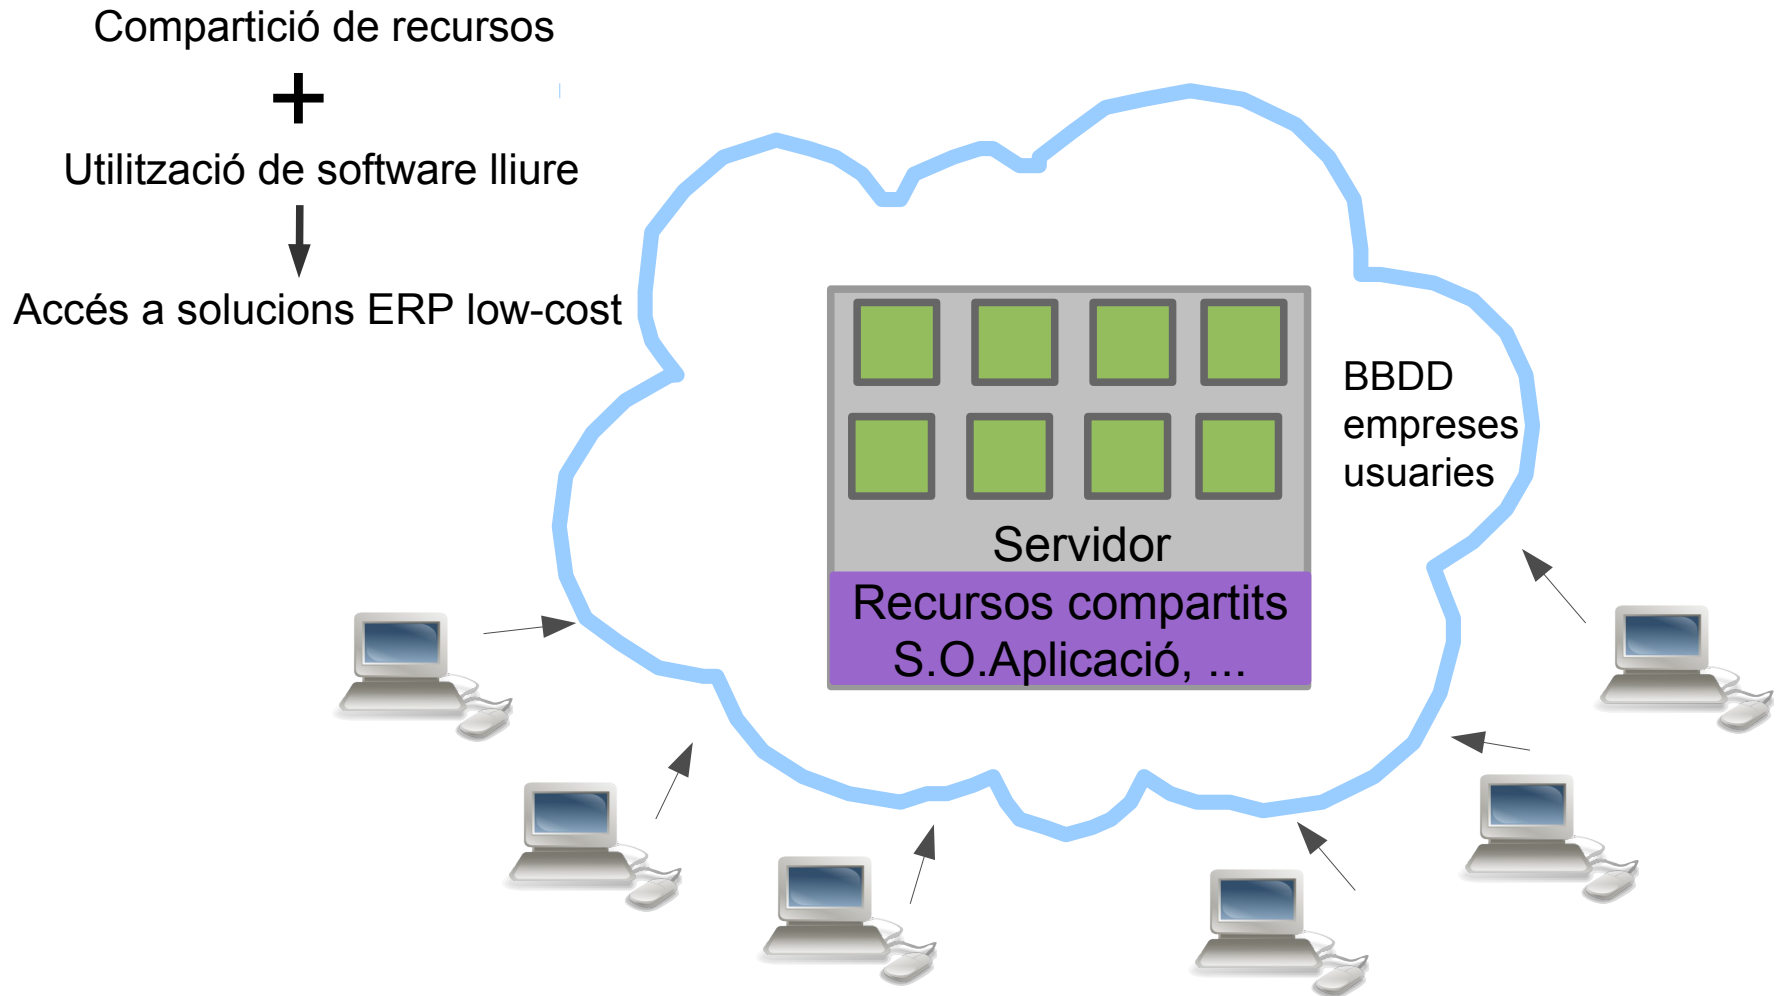 Compartició de recursos
+
Utilització de software lliure
Accés a solucions ERP low-cost
BBDD
empreses
usuaries
Servidor
Recursos compartits
S.O.Aplicació, ...